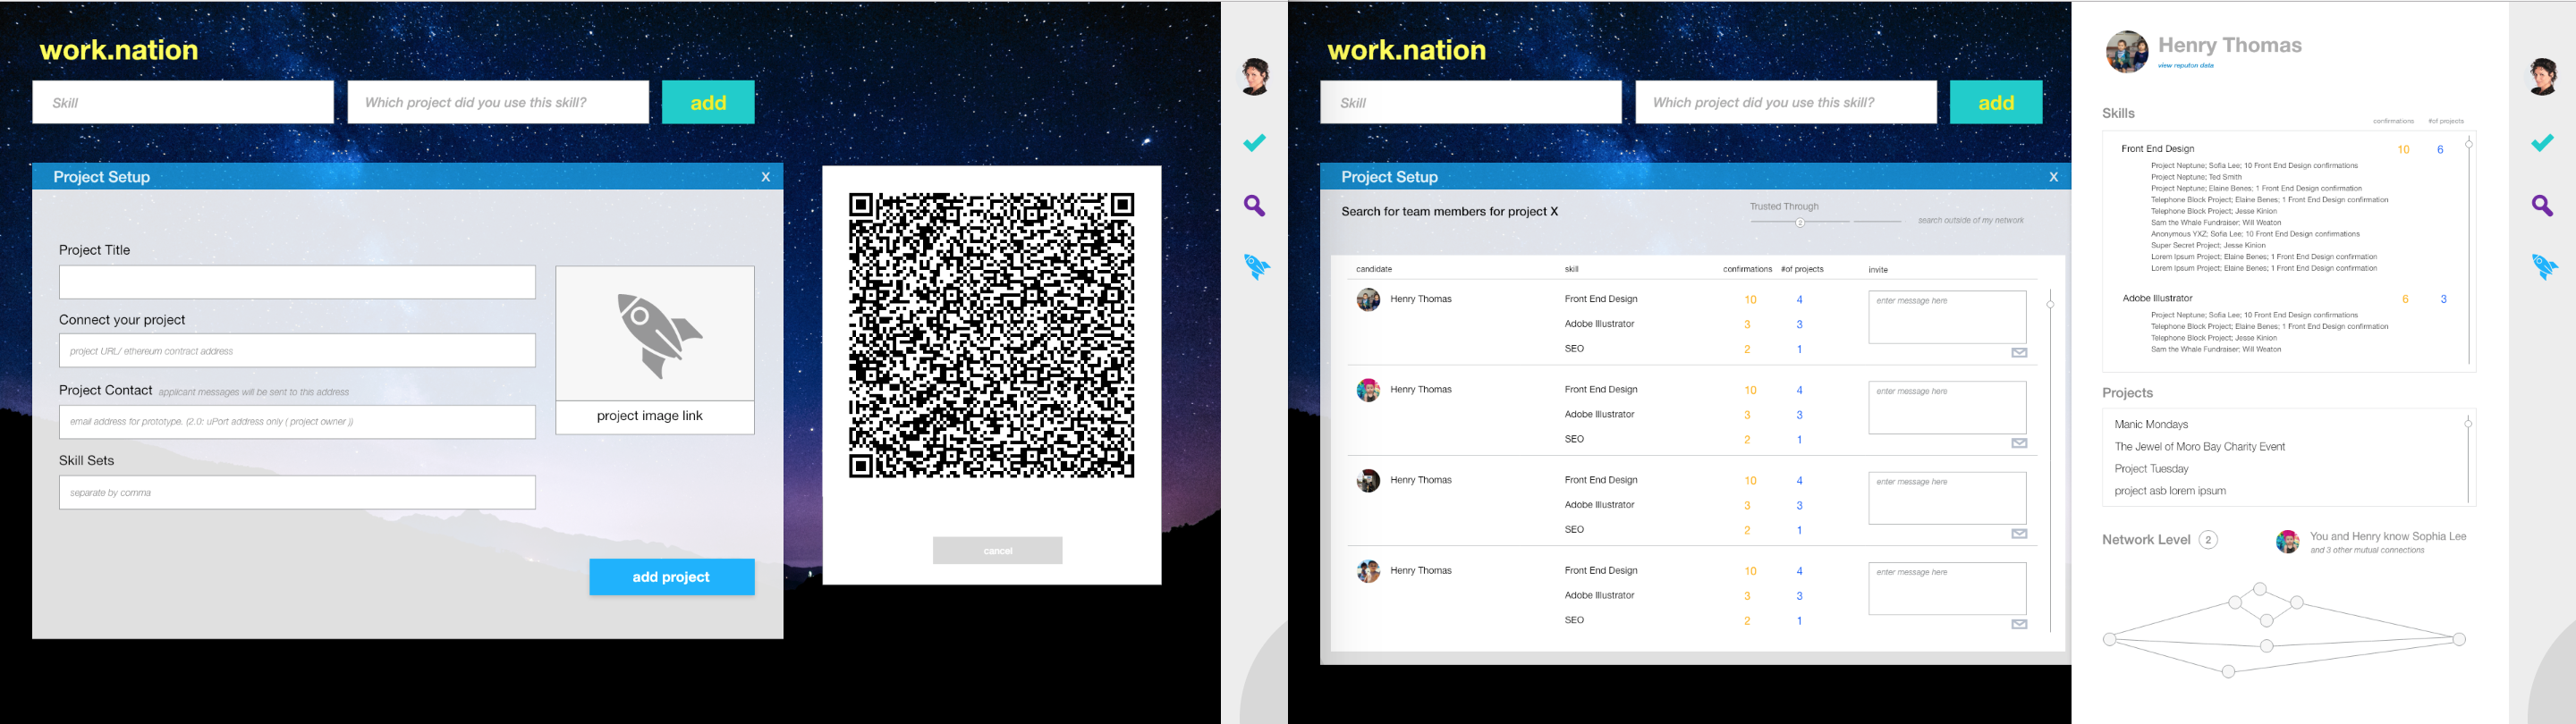 work.nation
Skill
Which project did you use this skill?
add
Project Setup
X
Project Title
Connect your project
project URL/ ethereum contract address
Project Contact applicant messages will be sent to this address
email address for prototype. (2.0: uPort address only ( project owner ))
Skill Sets
separate by comma
project image link
add project
cancel
work.nation
Skill
Which project did you use this skill?
add
Project Setup
X
Search for team members for project X
Trusted Through
2
search outside of my network
candidate skill confirmations #of projects invite
Henry Thomas Front End Design 10 4 enter message here
Adobe Illustrator 3 3
SEO 2 1
Henry Thomas Front End Design 10 4 enter message here
Adobe Illustrator 3 3
SEO 2 1
Henry Thomas Front End Design 10 4 enter message here
Adobe Illustrator 3 3
SEO 2 1
Henry Thomas Front End Design 10 4 enter message here
Adobe Illustrator 3 3
SEO 2 1
Henry Thomas
view reputon data
Skills
confirmations #of projects
Front End Design 10 6
Project Neptune; Sofia Lee; 10 Front End Design confirmations
Project Neptune; Ted Smith
Project Neptune; Elaine Benes; 1 Front End Design confirmation
Telephone Block Project; Elaine Benes; 1 Front End Design confirmation
Telephone Block Project; Jesse Kinion
Sam the Whale Fundraiser; Will Weaton
Anonymous YXZ; Sofia Lee; 10 Front End Design confirmations
Super Secret Project; Jesse Kinion
Lorem Ipsum Project; Elaine Benes; 1 Front End Design confirmation
Lorem Ipsum Project; Elaine Benes; 1 Front End Design confirmation
Adobe Illustrator 6 3
Project Neptune; Sofia Lee; 10 Front End Design confirmations
Telephone Block Project; Elaine Benes; 1 Front End Design confirmation
Telephone Block Project; Jesse Kinion
Sam the Whale Fundraiser; Will Weaton
Projects
Manic Mondays
The Jewel of Moro Bay Charity Event
Project Tuesday
project asb lorem ipsum
Network Level 2
You and Henry know Sophia Lee
and 3 other mutual connections